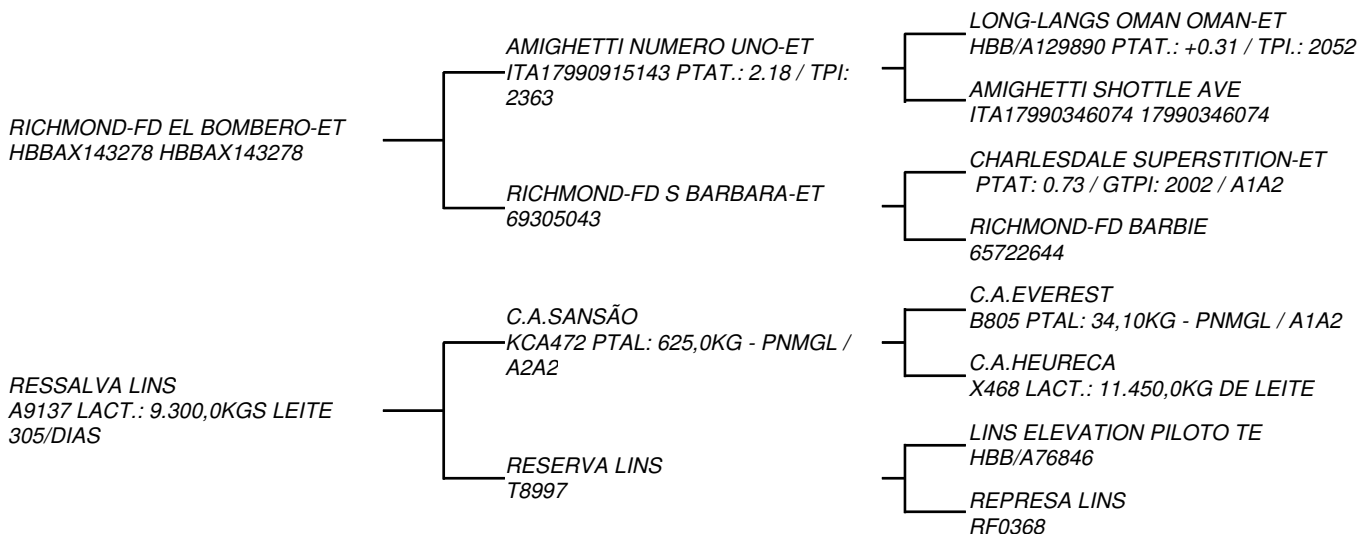 RICHMOND-FD EL BOMBERO-ET
HBBAX143278 HBBAX143278
RESSALVA LINS
A9137 LACT.: 9.300,0KGS LEITE
305/DIAS
AMIGHETTI NUMERO UNO-ET
ITA17990915143 PTAT.: 2.18 / TPI:
2363
RICHMOND-FD S BARBARA-ET
69305043
C.A.SANSÃO
KCA472 PTAL: 625,0KG - PNMGL /
A2A2
RESERVA LINS
T8997
LONG-LANGS OMAN OMAN-ET
HBB/A129890 PTAT.: +0.31 / TPI.: 2052
AMIGHETTI SHOTTLE AVE
ITA17990346074 17990346074
CHARLESDALE SUPERSTITION-ET
PTAT: 0.73 / GTPI: 2002 / A1A2
RICHMOND-FD BARBIE
65722644
C.A.EVEREST
B805 PTAL: 34,10KG - PNMGL / A1A2
C.A.HEURECA
X468 LACT.: 11.450,0KG DE LEITE
LINS ELEVATION PILOTO TE
HBB/A76846
REPRESA LINS
RF0368